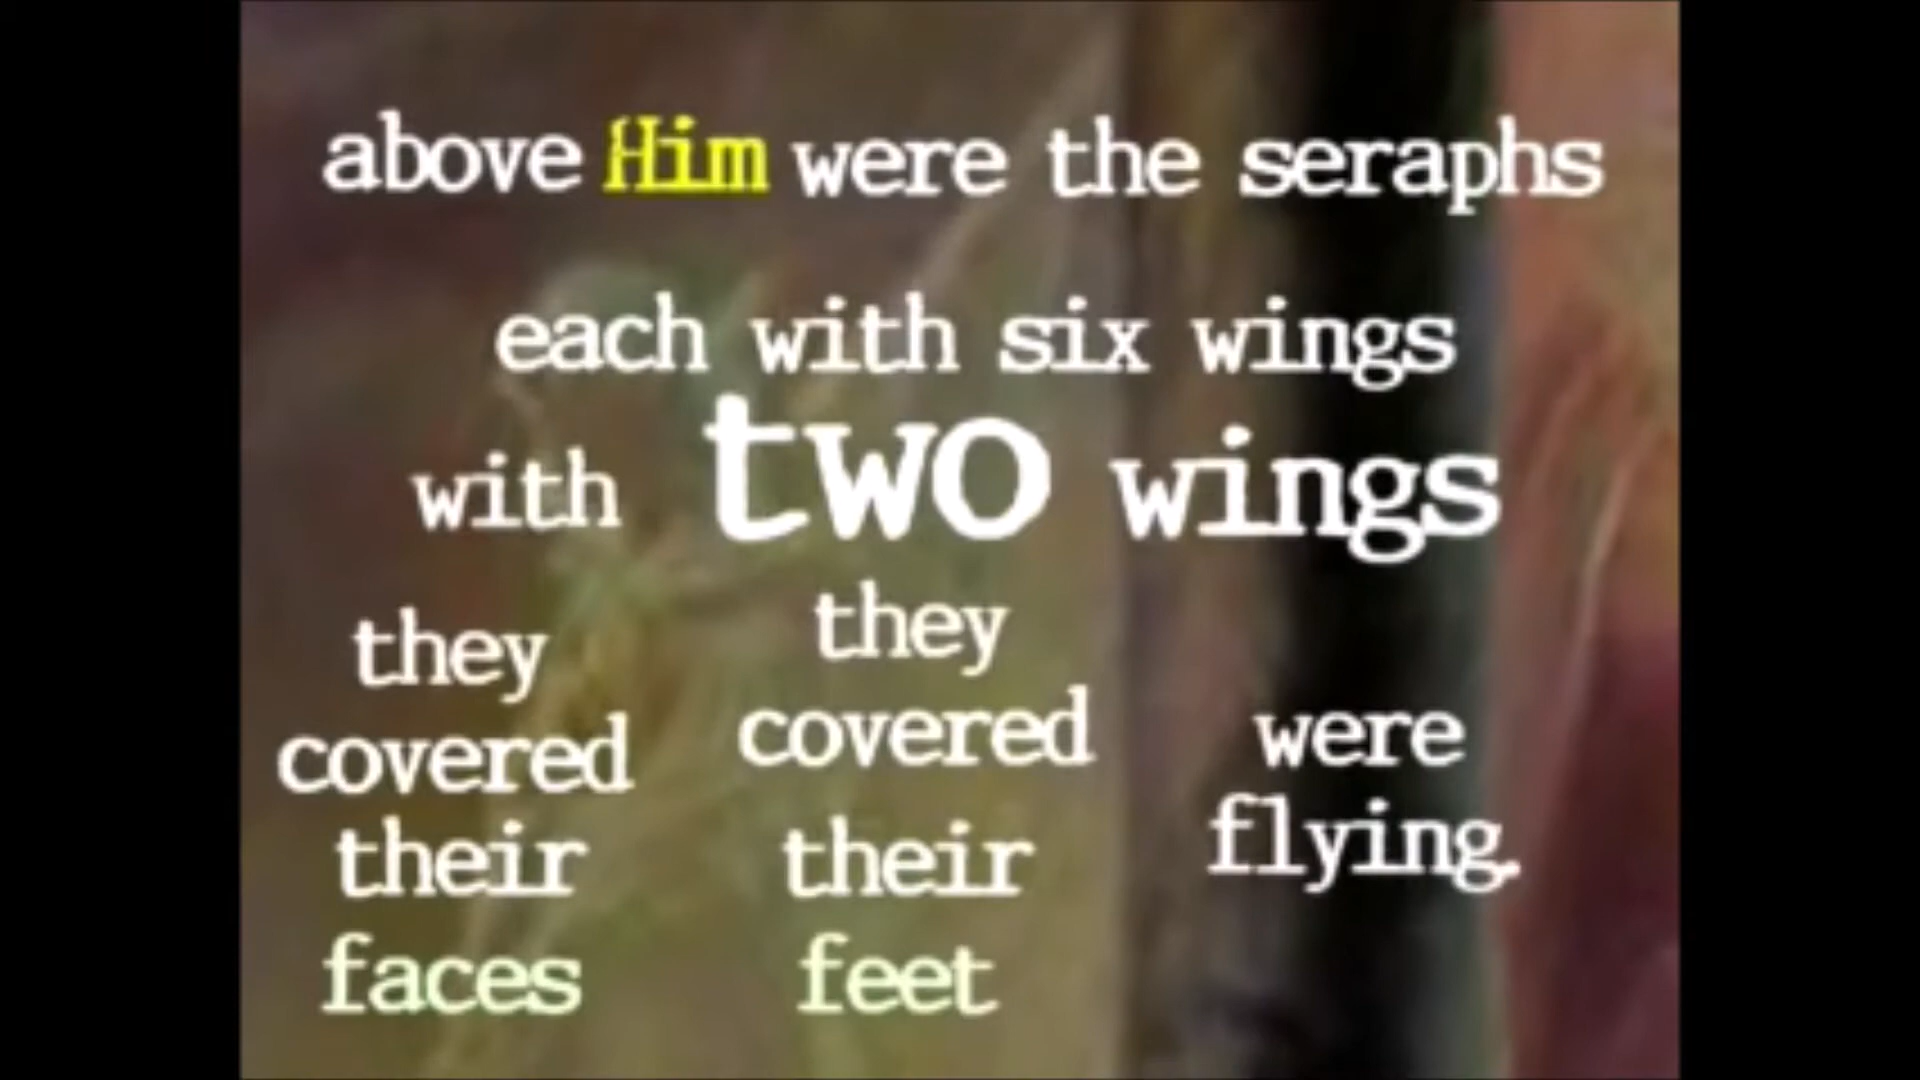 above Him were the seraphs
each with six wings
with two wings
they
covered
their
faces
they
covered
their
feet
were
flying.